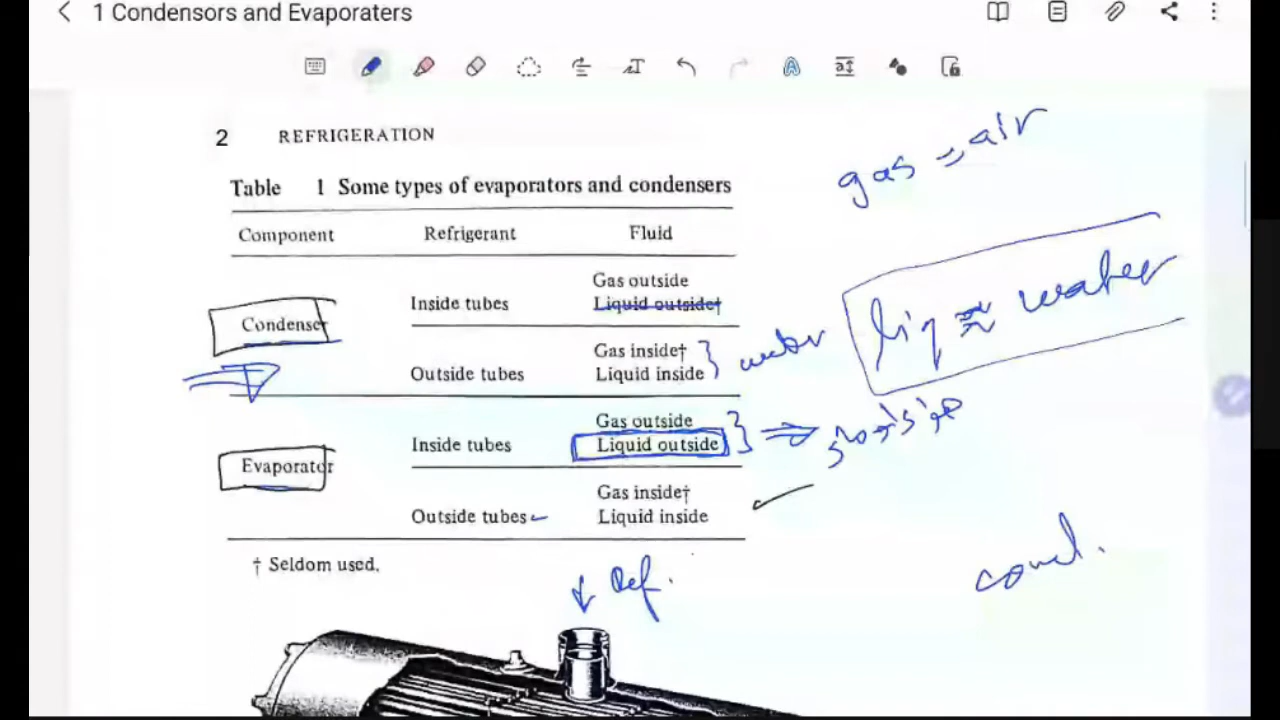 1 Condensors and Evaporaters
2 REFRIGERATION
gas = air
Table 1 Some types of evaporators and condensers
Component Refrigerant Fluid
Gas outside
Inside tubes Liquid outside†
Condenser
liq ≈ water
Gas inside† water
Outside tubes Liquid inside
Gas outside
Inside tubes Liquid outside
Evaporator
Gas inside†
Outside tubes Liquid inside
† Seldom used.
Ref.
cond.